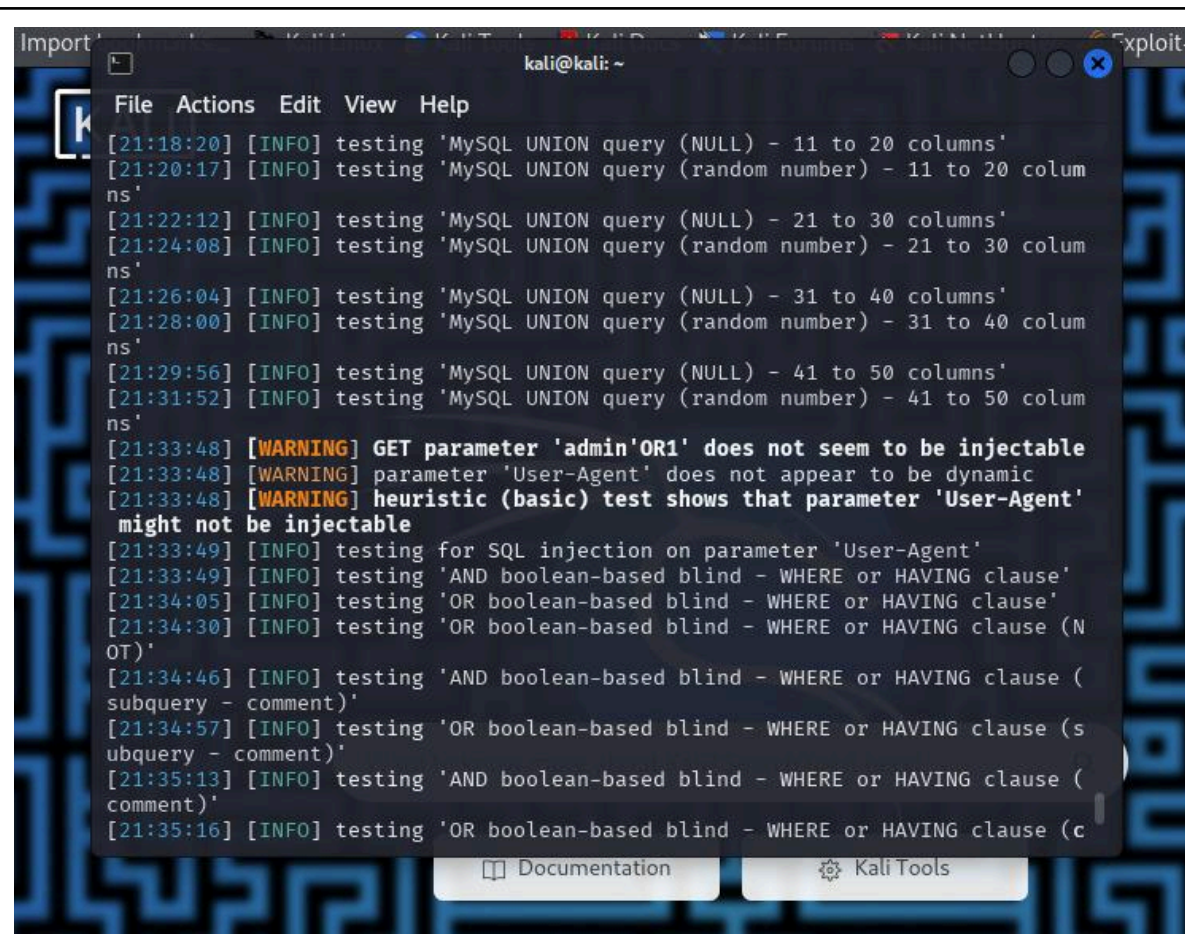 Import
Exploit-
kali@kali: ~
File Actions Edit View Help
[21:18:20] [INFO] testing 'MySQL UNION query (NULL) - 11 to 20 columns'
[21:20:17] [INFO] testing 'MySQL UNION query (random number) - 11 to 20 colum
ns'
[21:22:12] [INFO] testing 'MySQL UNION query (NULL) - 21 to 30 columns'
[21:24:08] [INFO] testing 'MySQL UNION query (random number) - 21 to 30 colum
ns'
[21:26:04] [INFO] testing 'MySQL UNION query (NULL) - 31 to 40 columns'
[21:28:00] [INFO] testing 'MySQL UNION query (random number) - 31 to 40 colum
ns'
[21:29:56] [INFO] testing 'MySQL UNION query (NULL) - 41 to 50 columns'
[21:31:52] [INFO] testing 'MySQL UNION query (random number) - 41 to 50 colum
ns'
[21:33:48] [WARNING] GET parameter 'admin'OR1' does not seem to be injectable
[21:33:48] [WARNING] parameter 'User-Agent' does not appear to be dynamic
[21:33:48] [WARNING] heuristic (basic) test shows that parameter 'User-Agent'
might not be injectable
[21:33:49] [INFO] testing for SQL injection on parameter 'User-Agent'
[21:33:49] [INFO] testing 'AND boolean-based blind - WHERE or HAVING clause'
[21:34:05] [INFO] testing 'OR boolean-based blind - WHERE or HAVING clause'
[21:34:30] [INFO] testing 'OR boolean-based blind - WHERE or HAVING clause (N
OT)'
[21:34:46] [INFO] testing 'AND boolean-based blind - WHERE or HAVING clause (
subquery - comment)'
[21:34:57] [INFO] testing 'OR boolean-based blind - WHERE or HAVING clause (s
ubquery - comment)'
[21:35:13] [INFO] testing 'AND boolean-based blind - WHERE or HAVING clause (
comment)'
[21:35:16] [INFO] testing 'OR boolean-based blind - WHERE or HAVING clause (c
Documentation
Kali Tools